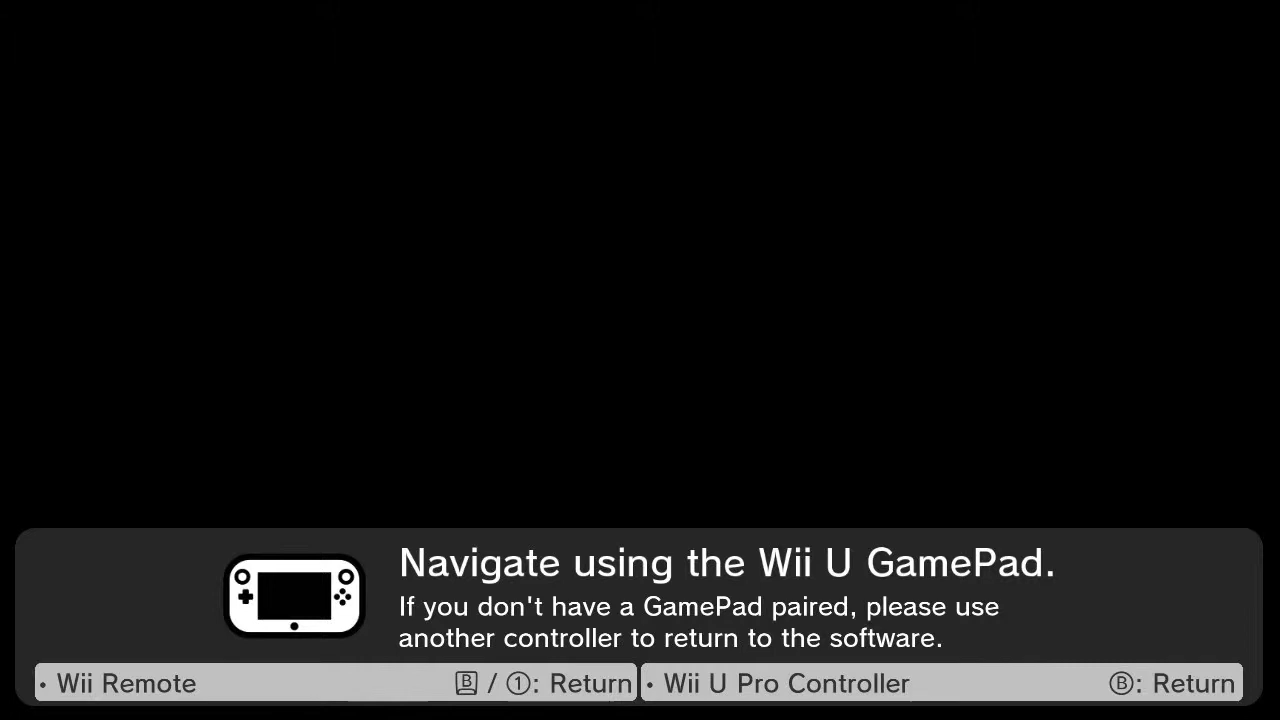 Navigate using the Wii U GamePad.
If you don't have a GamePad paired, please use
another controller to return to the software.
• Wii Remote B / ①: Return • Wii U Pro Controller Ⓑ: Return